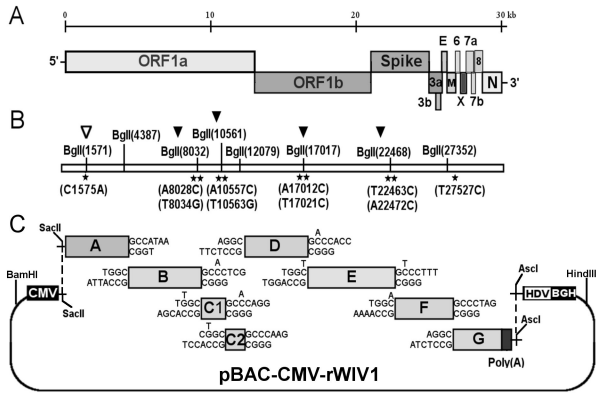 A
0 10 20 30 kb
E 6 7a
5' ORF1a ORF1b Spike 3a M 8 N 3'
3b X 7b
B
BglI(1571) BglI(4387) BglI(8032) BglI(10561) BglI(12079) BglI(17017) BglI(22468) BglI(27352)
(C1575A) (A8028C) (A10557C) (A17012C) (T22463C) (T27527C)
(T8034G) (T10563G) (T17021C) (A22472C)
C
SacII A GCCATAA
CGGT
AGGC D A GCCCACC
TTCTCCG CGGG
TGGC B A GCCCTCG
ATTACCG CGGG
T TGGC E T GCCCTTT
TGGACCG CGGG
T TGGC C1 A GCCCAGG
AGCACCG CGGG
A TGGC F GCCCTAG
AAAACCG CGGG
T CGGC C2 GCCCAAG
TCCACCG CGGG
AGGC G
ATCTCCG
Poly(A)
BamHI CMV SacII
AscI HindIII
HDV BGH
AscI
pBAC-CMV-rWIV1